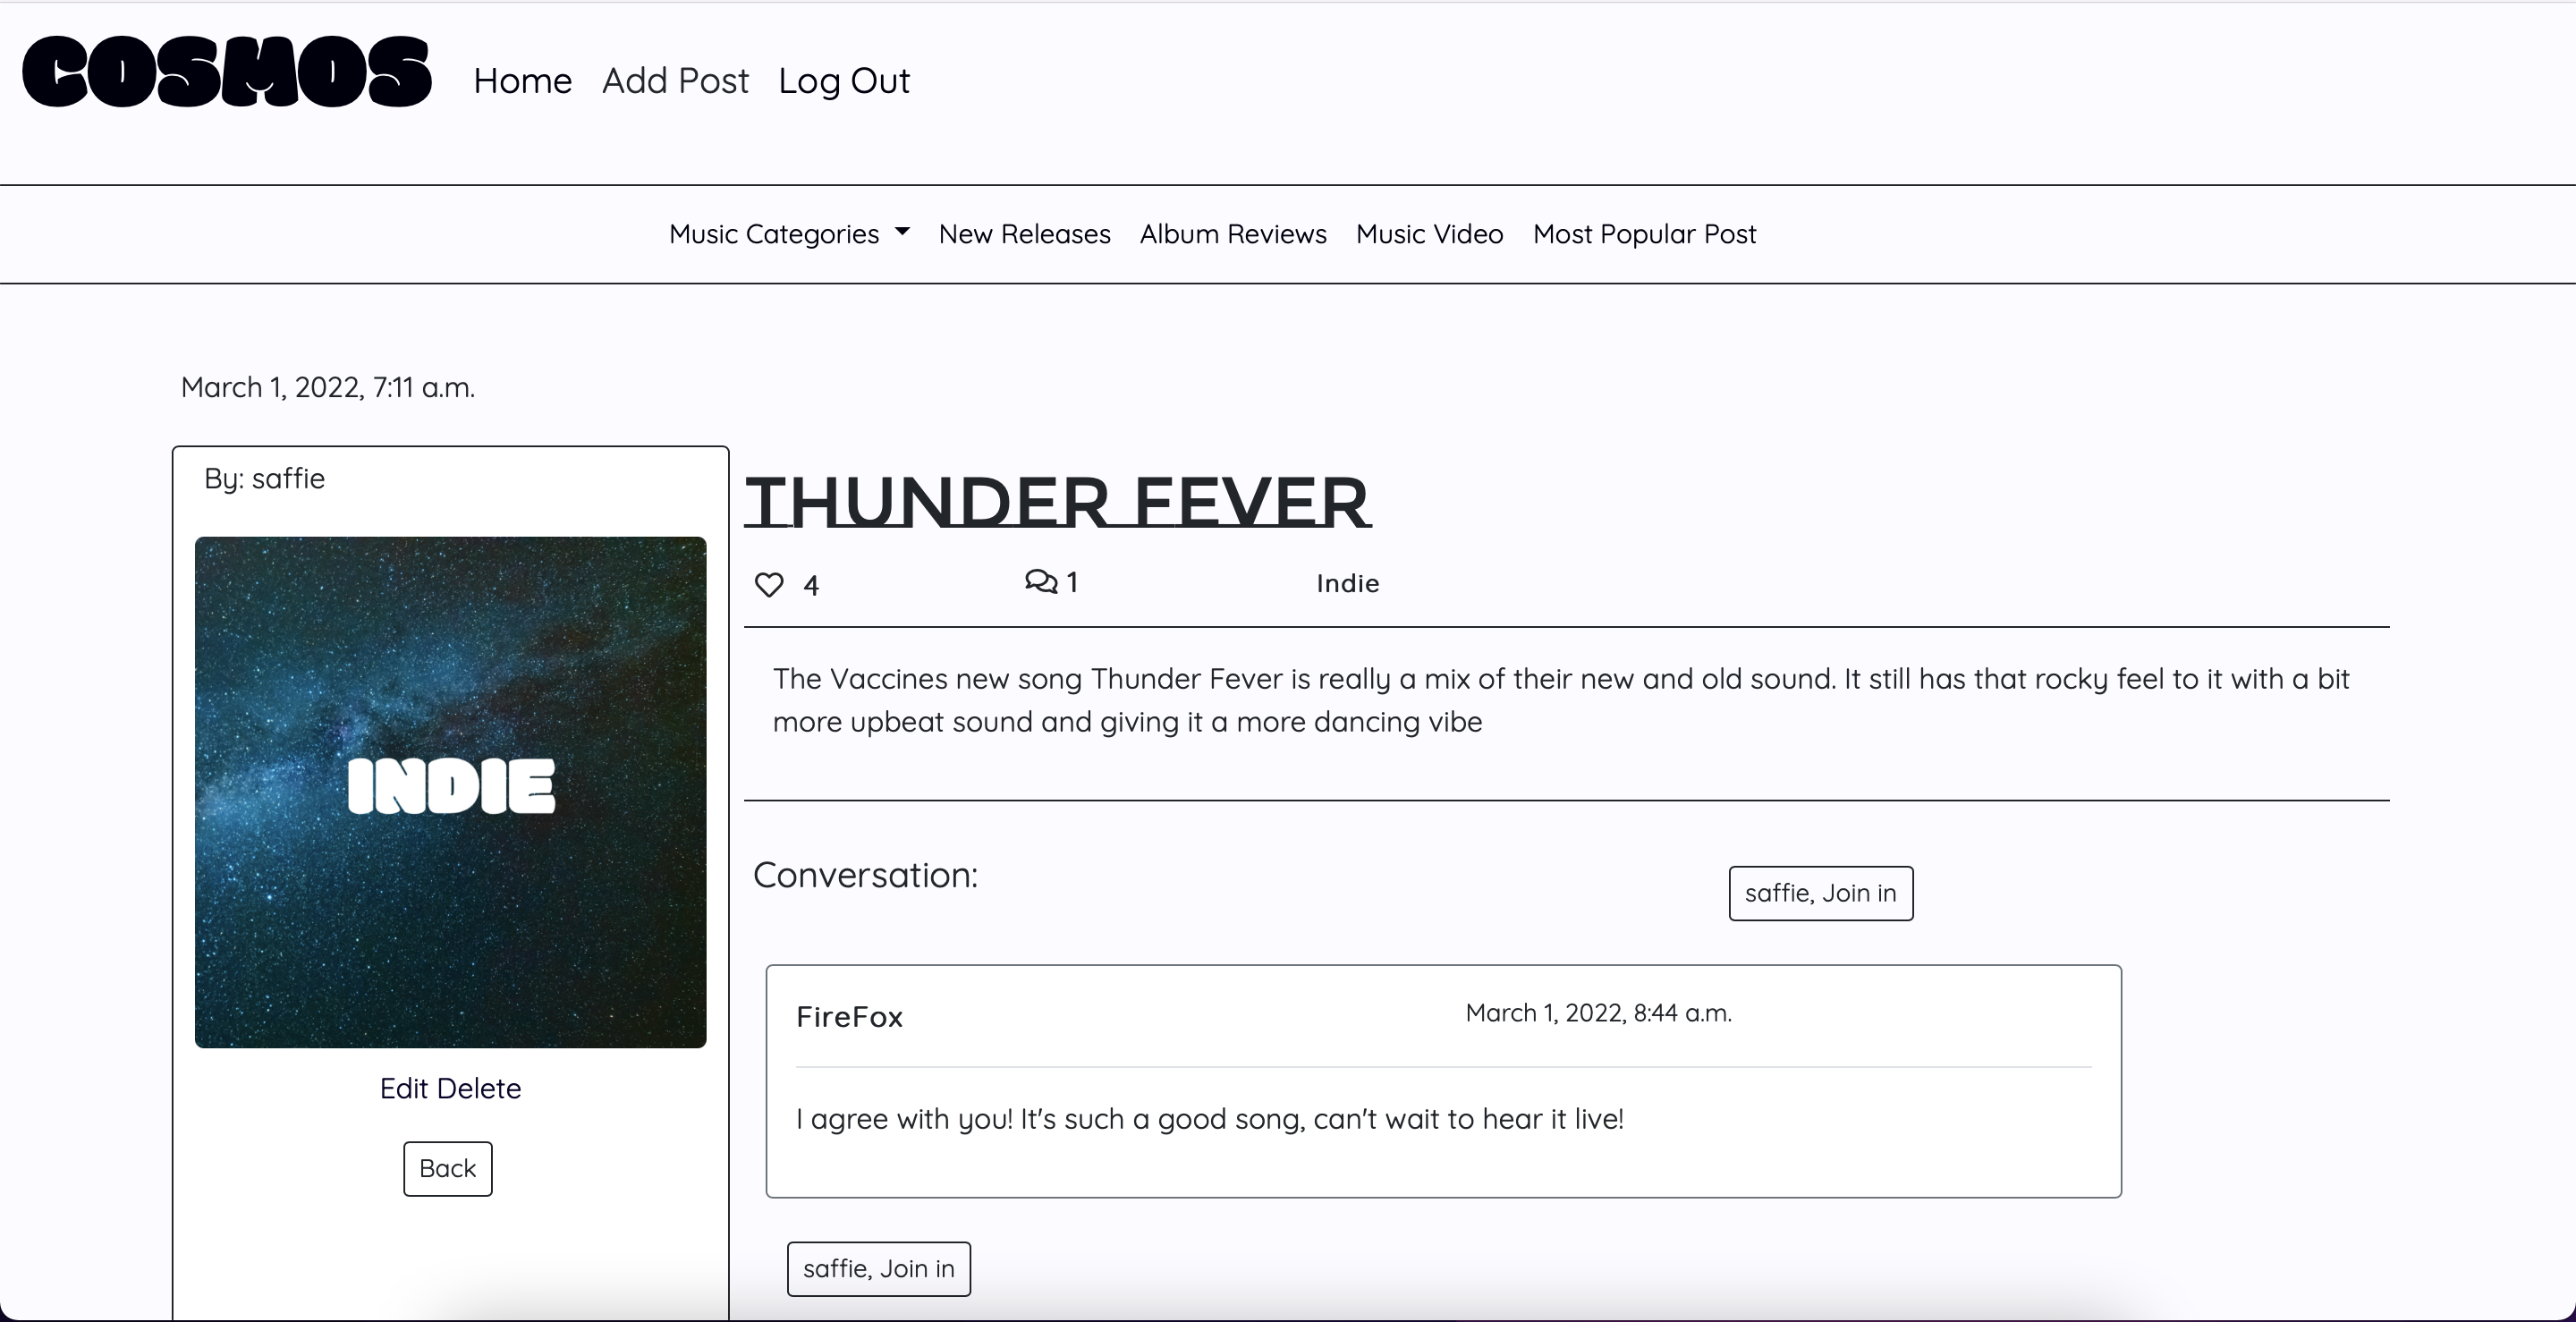 COSMOS Home Add Post Log Out
Music Categories New Releases Album Reviews Music Video Most Popular Post
March 1, 2022, 7:11 a.m.
By: saffie
INDIE
Edit Delete
Back
THUNDER FEVER
4 1 Indie
The Vaccines new song Thunder Fever is really a mix of their new and old sound. It still has that rocky feel to it with a bit
more upbeat sound and giving it a more dancing vibe
Conversation:
saffie, Join in
FireFox March 1, 2022, 8:44 a.m.
I agree with you! It's such a good song, can't wait to hear it live!
saffie, Join in